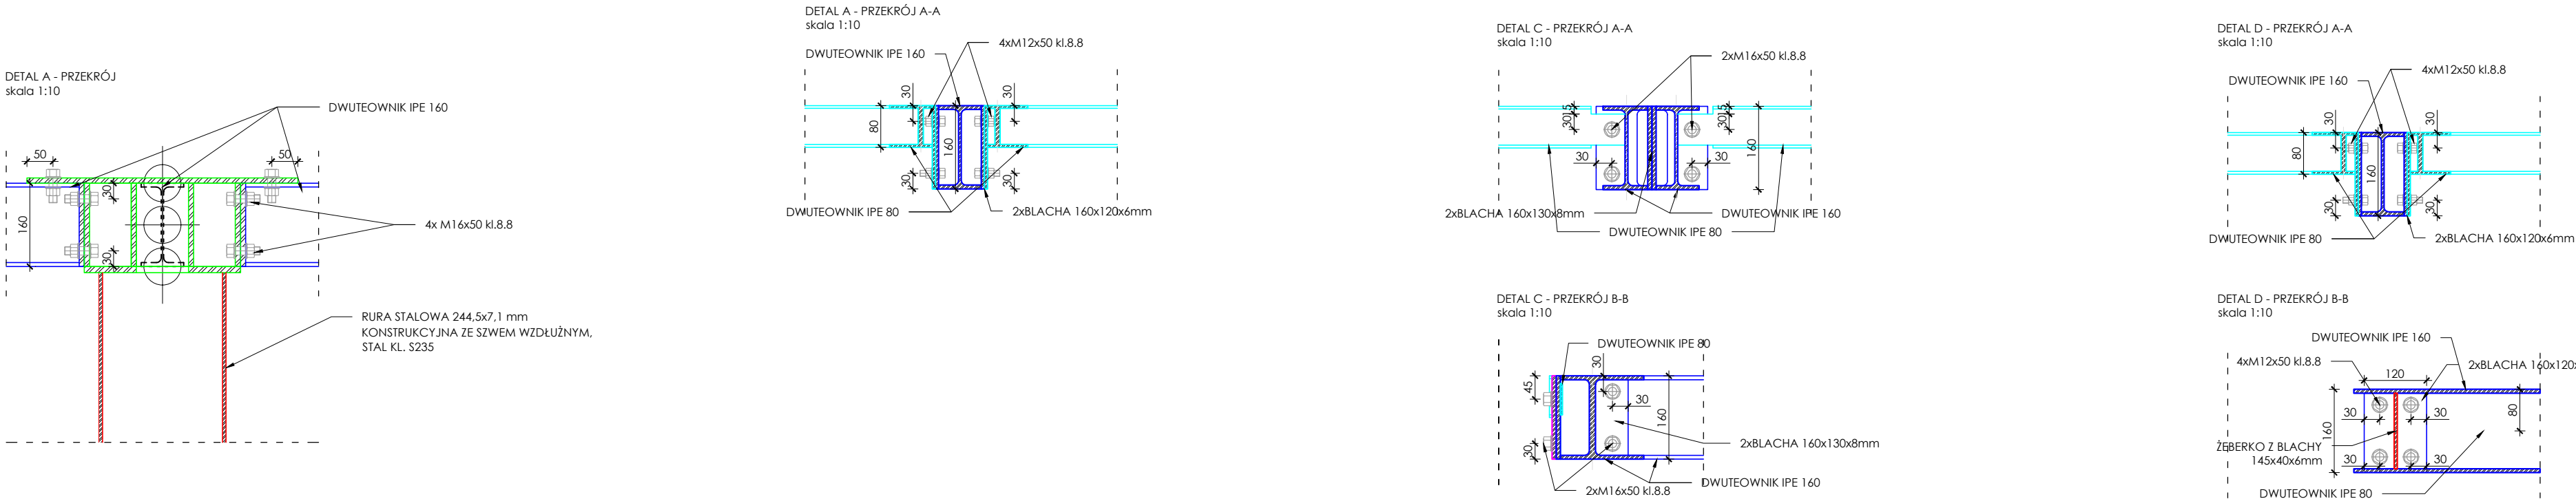 DETAL A - PRZEKRÓJ
skala 1:10
DWUTEOWNIK IPE 160
50
50
30
160
30
4x M16x50 kl.8.8
RURA STALOWA 244,5x7,1 mm
KONSTRUKCYJNA ZE SZWEM WZDŁUŻNYM,
STAL KL. S235
DETAL A - PRZEKRÓJ A-A
skala 1:10
4xM12x50 kl.8.8
DWUTEOWNIK IPE 160
30
30
80
160
30
30
DWUTEOWNIK IPE 80
2xBLACHA 160x120x6mm
DETAL C - PRZEKRÓJ A-A
skala 1:10
2xM16x50 kl.8.8
15
15
30
30
30
30
160
2xBLACHA 160x130x8mm
DWUTEOWNIK IPE 160
DWUTEOWNIK IPE 80
DETAL C - PRZEKRÓJ B-B
skala 1:10
DWUTEOWNIK IPE 80
30
45
30
160
30
2xBLACHA 160x130x8mm
DWUTEOWNIK IPE 160
2xM16x50 kl.8.8
DETAL D - PRZEKRÓJ A-A
skala 1:10
4xM12x50 kl.8.8
DWUTEOWNIK IPE 160
30
30
80
160
30
30
DWUTEOWNIK IPE 80
2xBLACHA 160x120x6mm
DETAL D - PRZEKRÓJ B-B
skala 1:10
DWUTEOWNIK IPE 160
4xM12x50 kl.8.8
2xBLACHA 160x120
120
30
30
80
160
ŻEBERKO Z BLACHY
145x40x6mm
30
30
DWUTEOWNIK IPE 80